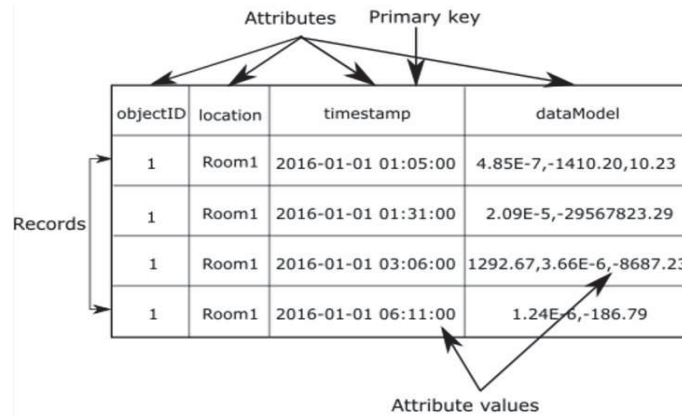 Attributes Primary key
objectID location timestamp dataModel
1 Room1 2016-01-01 01:05:00 4.85E-7,-1410.20,10.23
1 Room1 2016-01-01 01:31:00 2.09E-5,-29567823.29
Records
1 Room1 2016-01-01 03:06:00 1292.67,3.66E-6,-8687.23
1 Room1 2016-01-01 06:11:00 1.24E-6,-186.79
Attribute values